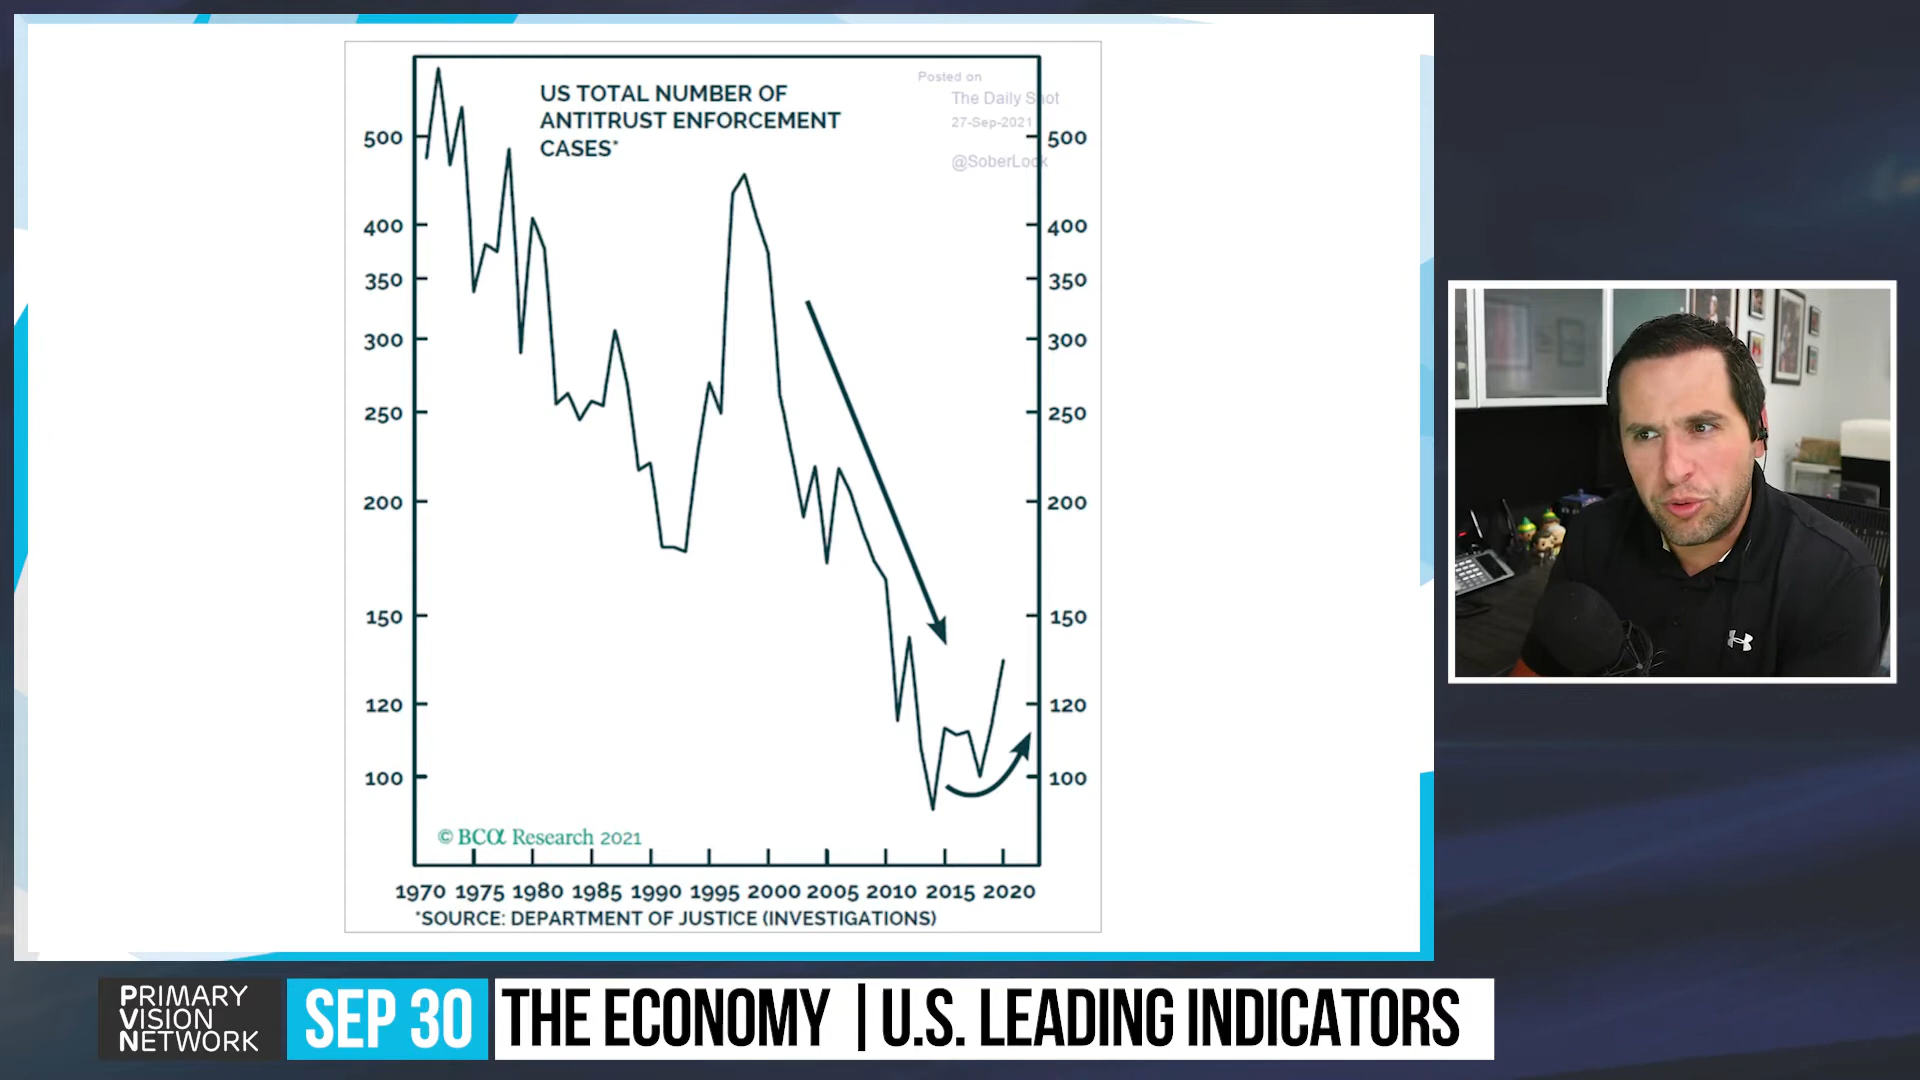 US TOTAL NUMBER OF
ANTITRUST ENFORCEMENT
CASES*
Posted on
The Daily Shot
27-Sep-2021
@SoberLook
500
400
350
300
250
200
150
120
100
500
400
350
300
250
200
150
120
100
© BCα Research 2021
1970 1975 1980 1985 1990 1995 2000 2005 2010 2015 2020
*SOURCE: DEPARTMENT OF JUSTICE (INVESTIGATIONS)
PRIMARY
VISION
NETWORK
SEP 30
THE ECONOMY | U.S. LEADING INDICATORS